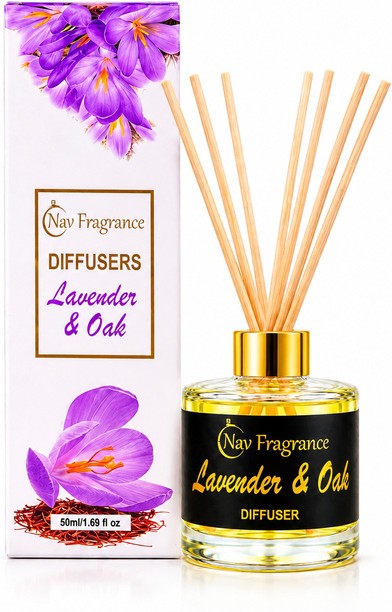 Nav Fragrance
DIFFUSERS
Lavender
& Oak
50ml/1.69 fl oz
Nav Fragrance
Lavender & Oak
DIFFUSER